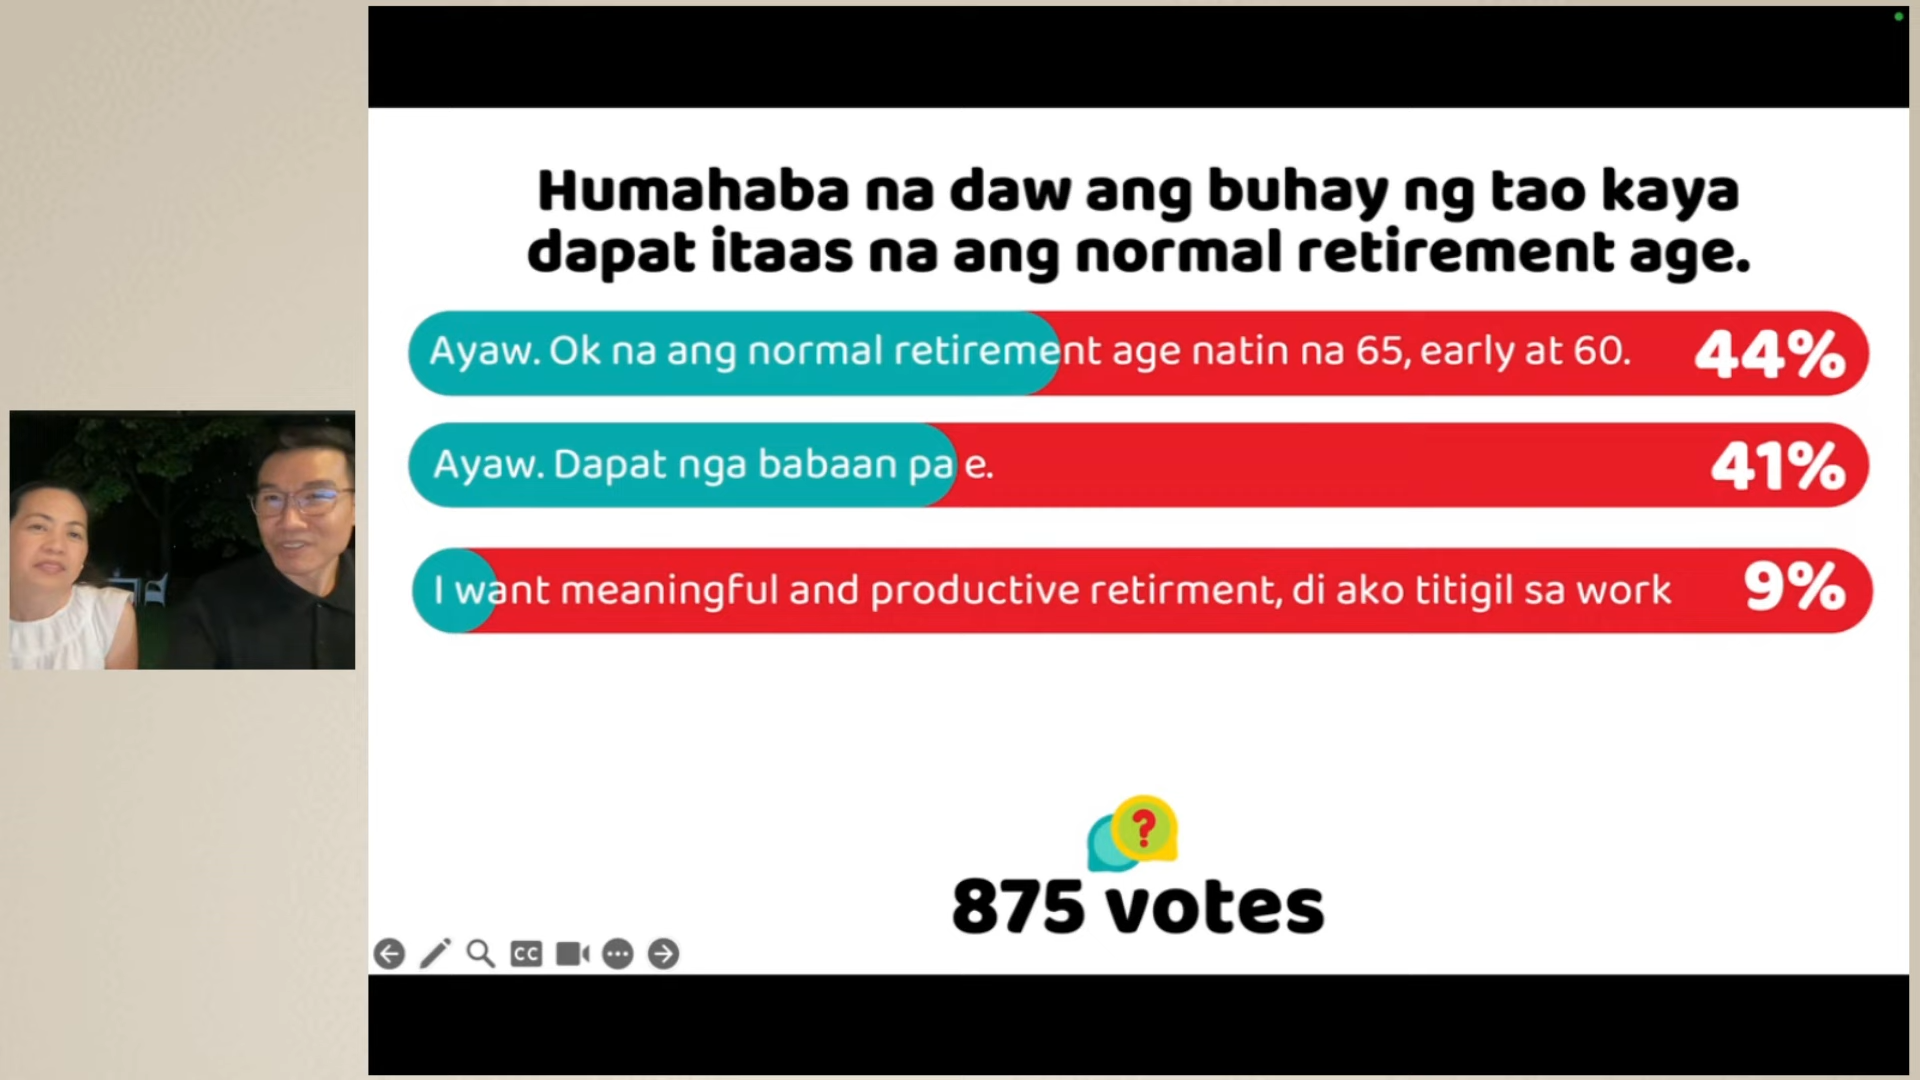 Humahaba na daw ang buhay ng tao kaya
dapat itaas na ang normal retirement age.
Ayaw. Ok na ang normal retirement age natin na 65, early at 60.
44%
Ayaw. Dapat nga babaan pa e.
41%
I want meaningful and productive retirment, di ako titigil sa work
9%
?
875 votes
CC